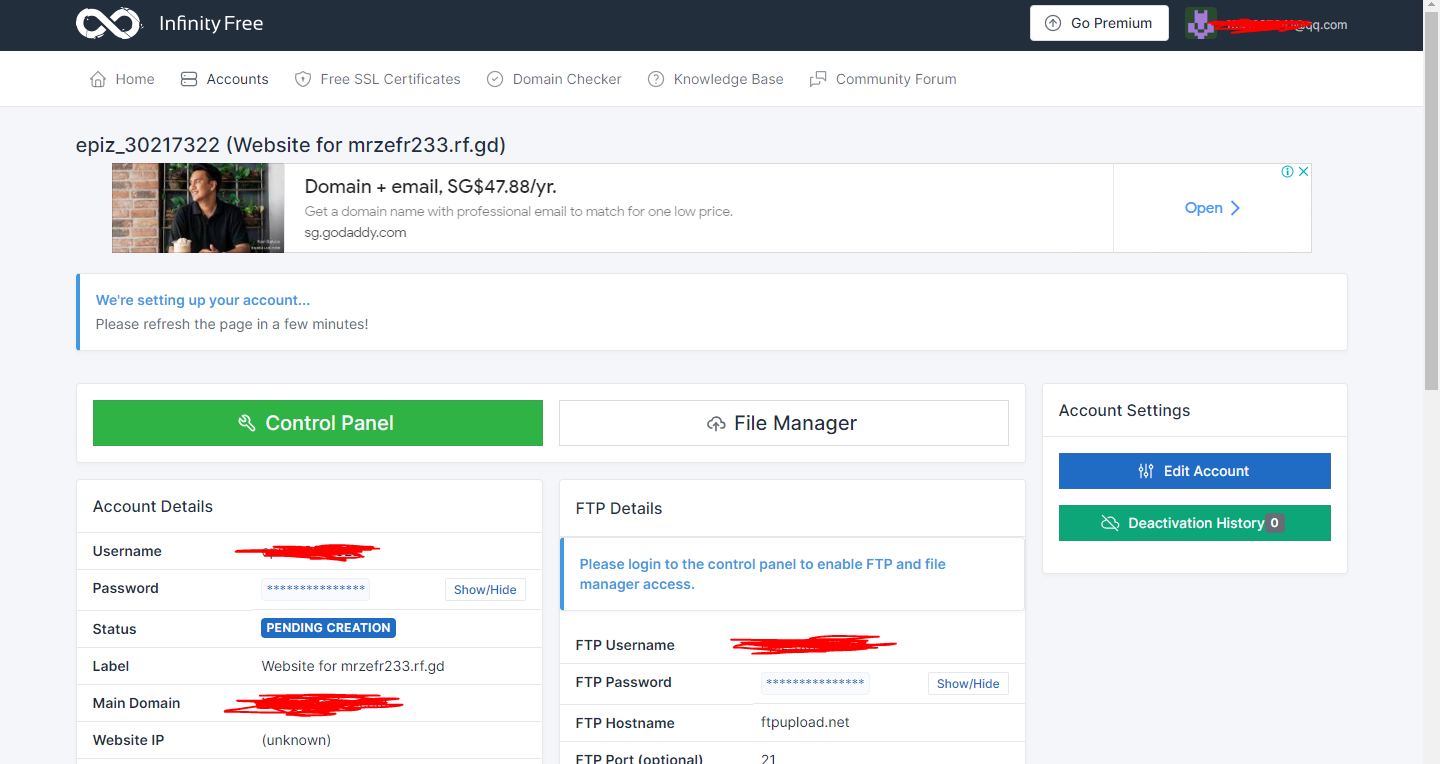 Infinity Free
Go Premium
@qq.com
Home
Accounts
Free SSL Certificates
Domain Checker
Knowledge Base
Community Forum
epiz_30217322 (Website for mrzefr233.rf.gd)
Domain + email, SG$47.88/yr.
Get a domain name with professional email to match for one low price.
sg.godaddy.com
Open
We're setting up your account...
Please refresh the page in a few minutes!
Control Panel
File Manager
Account Settings
Edit Account
Deactivation History 0
Account Details
Username
Password *************** Show/Hide
Status PENDING CREATION
Label Website for mrzefr233.rf.gd
Main Domain
Website IP (unknown)
FTP Details
Please login to the control panel to enable FTP and file
manager access.
FTP Username
FTP Password *************** Show/Hide
FTP Hostname ftpupload.net
FTP Port (optional) 21